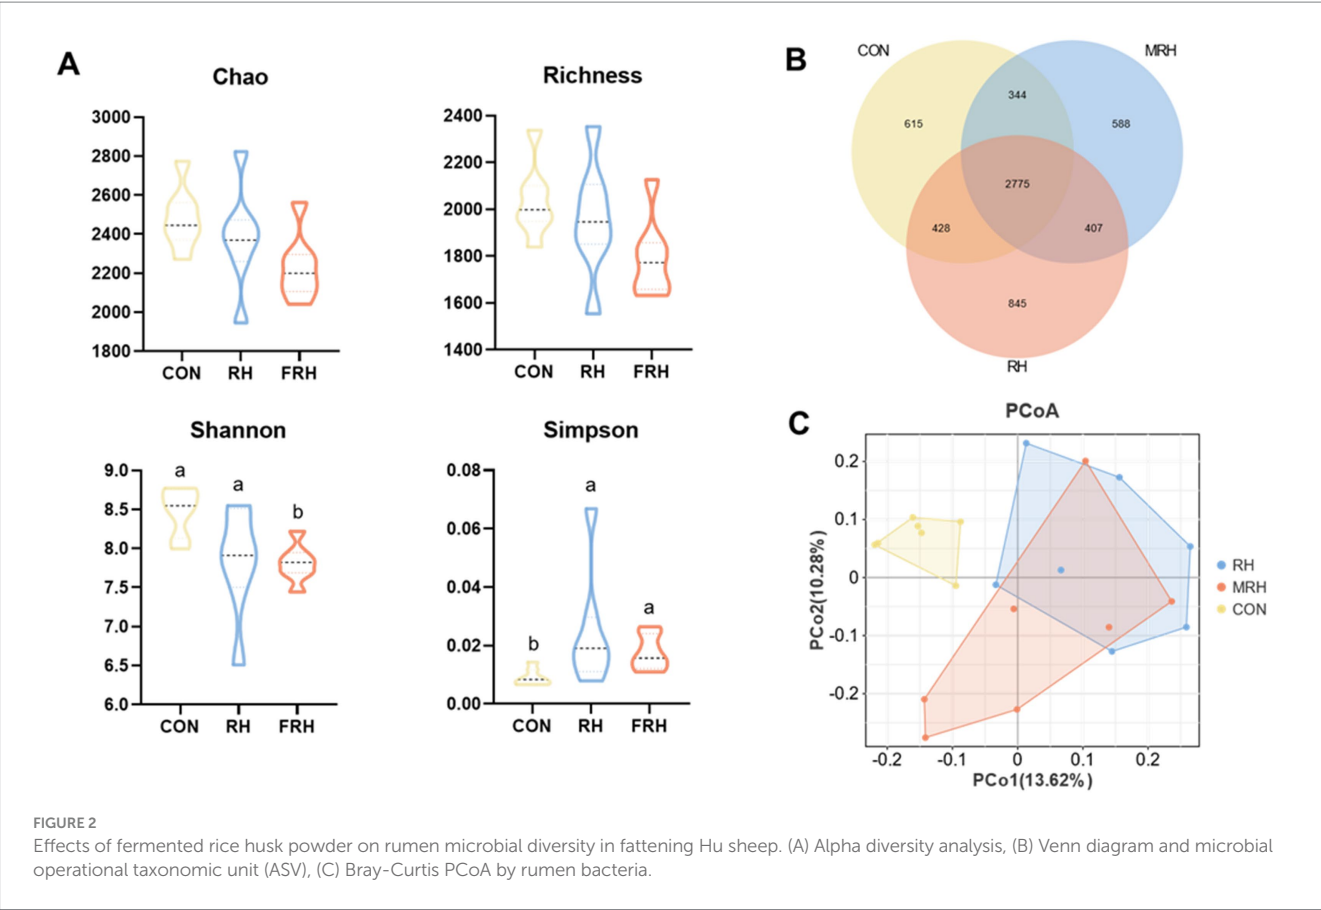 A
Chao
3000
2800
2600
2400
2200
2000
1800
CON RH FRH
Richness
2400
2200
2000
1800
1600
1400
CON RH FRH
Shannon
9.0
8.5
8.0
7.5
7.0
6.5
6.0
a
a
b
CON RH FRH
Simpson
0.08
0.06
0.04
0.02
0.00
b
a
a
CON RH FRH
B
CON
MRH
344
615
588
2775
428
407
845
RH
C
PCoA
PCo2(10.28%)
0.2
0.1
0
-0.1
-0.2
-0.2 -0.1 0 0.1 0.2
PCo1(13.62%)
RH
MRH
CON
FIGURE 2
Effects of fermented rice husk powder on rumen microbial diversity in fattening Hu sheep. (A) Alpha diversity analysis, (B) Venn diagram and microbial
operational taxonomic unit (ASV), (C) Bray-Curtis PCoA by rumen bacteria.